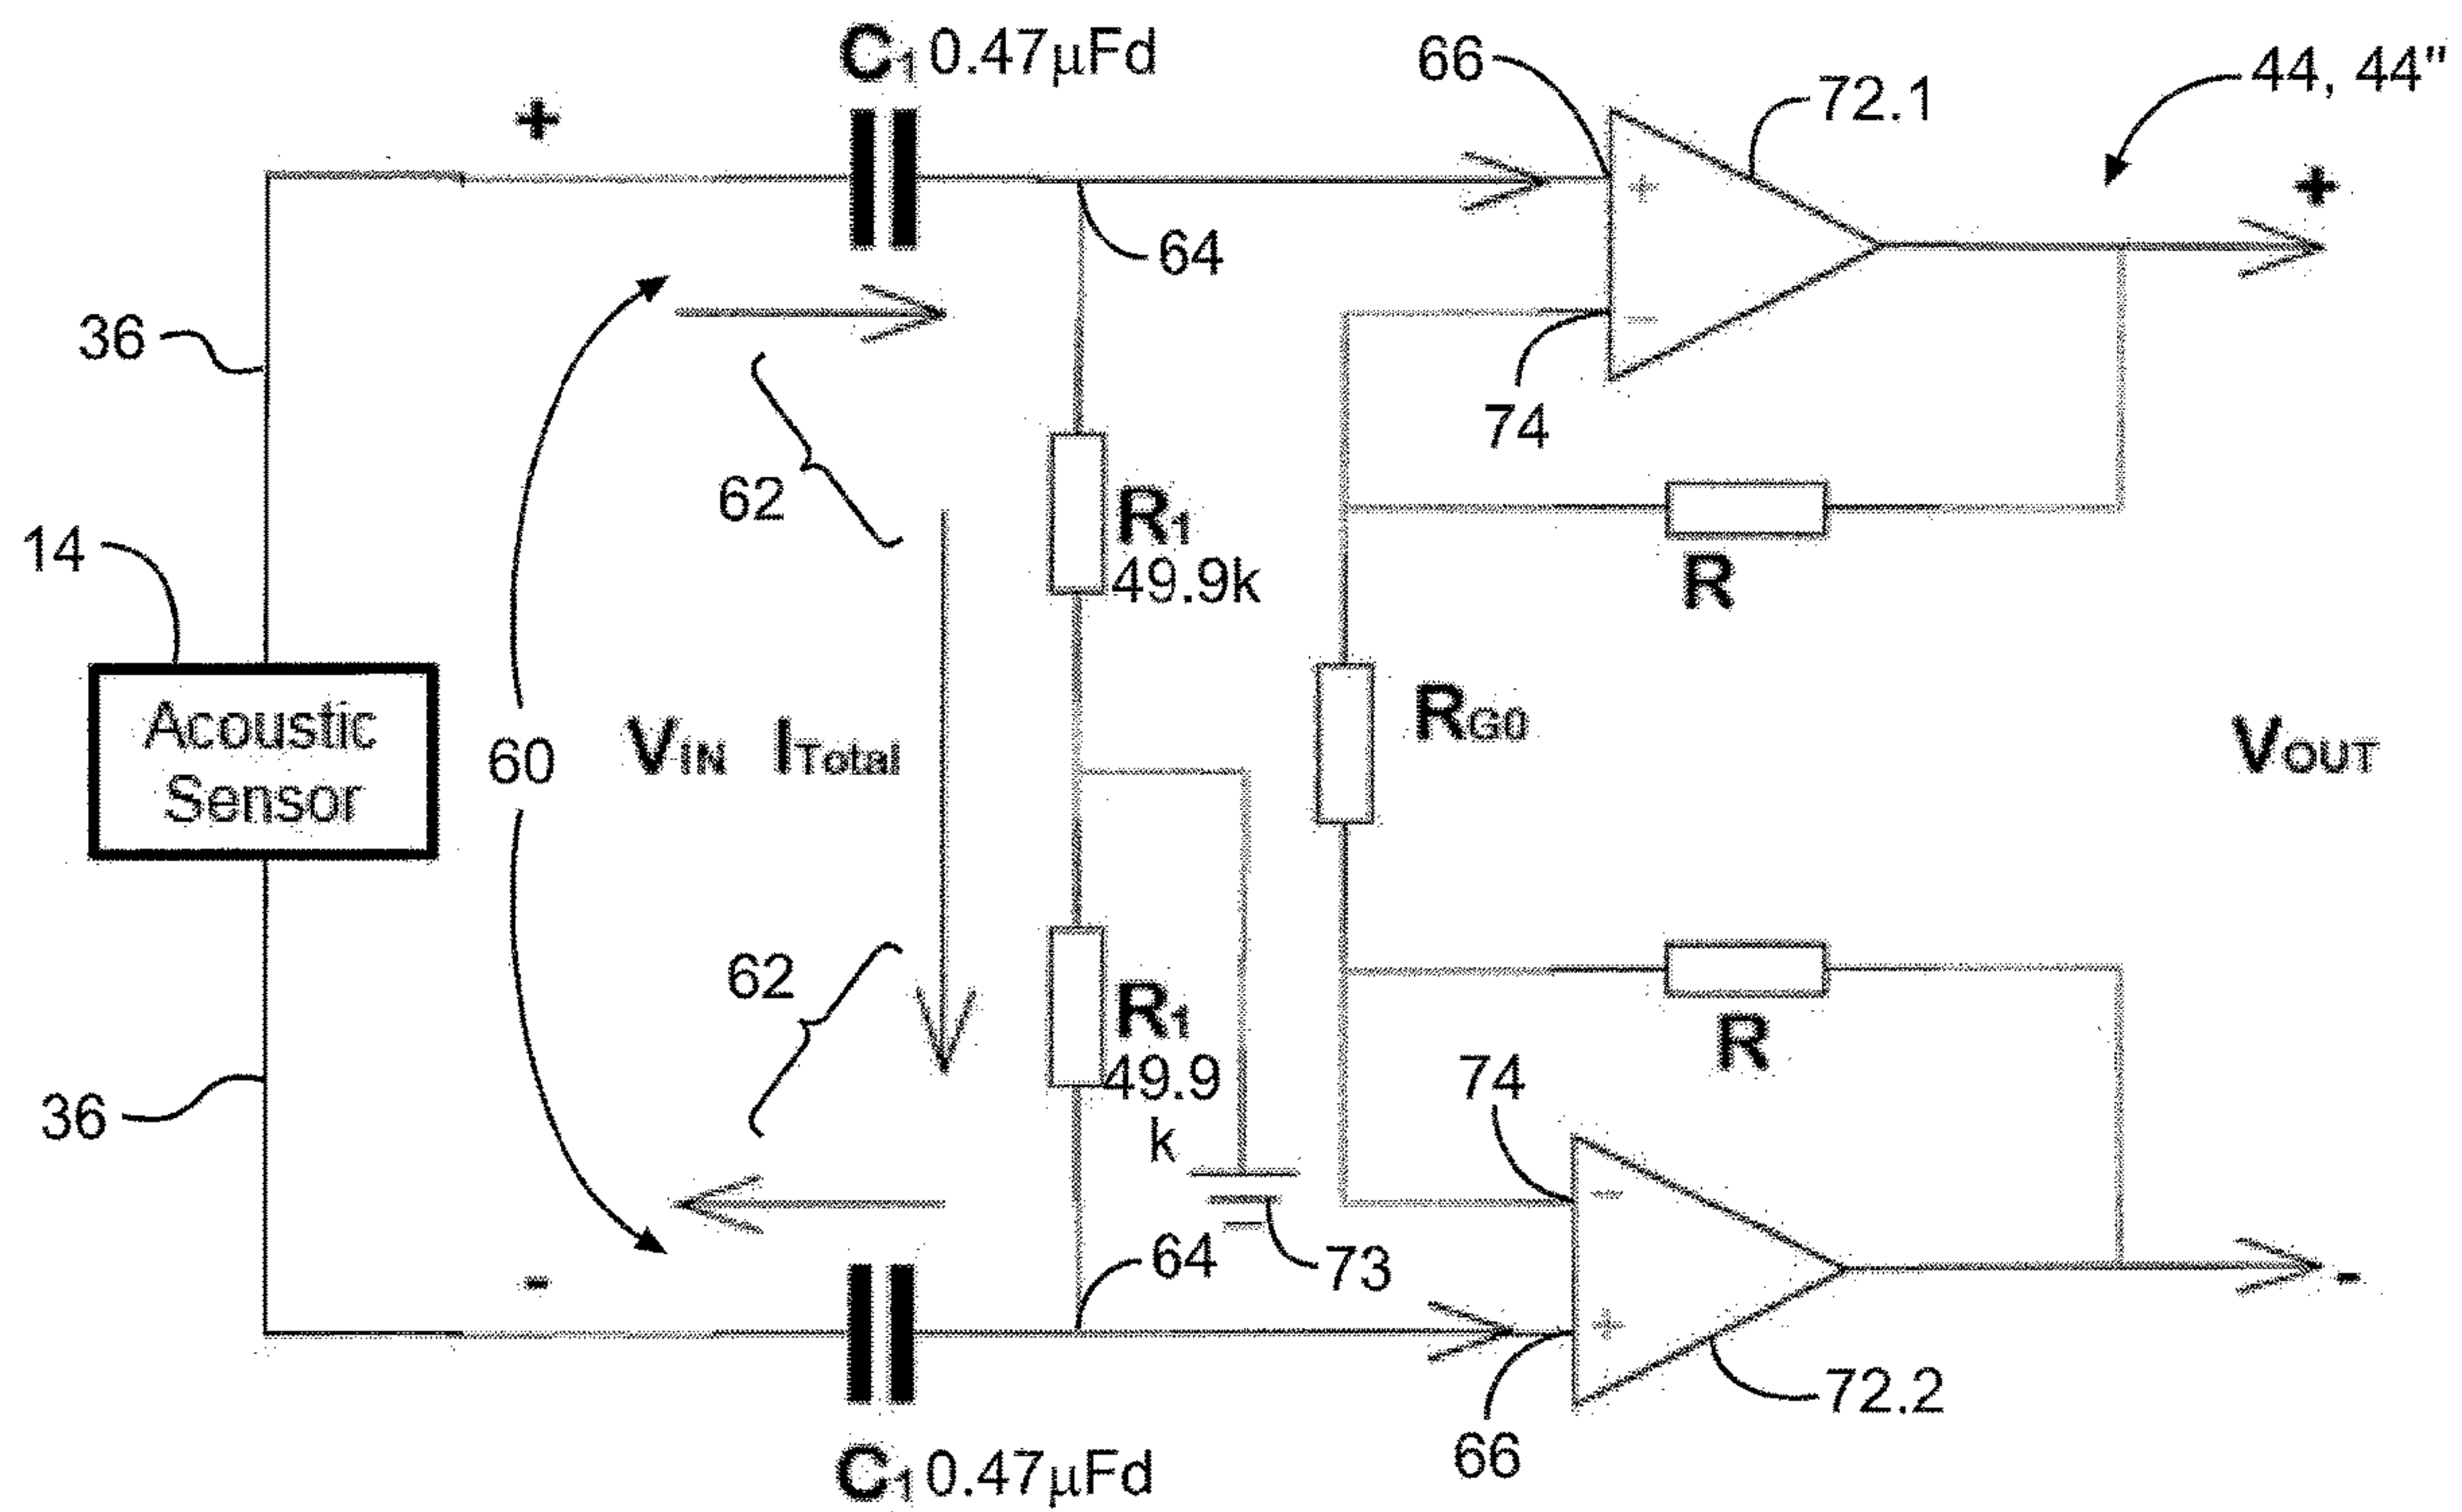 C1 0.47µFd
66
72.1
44, 44"
+
+
+
64
36
−
62
74
R1
49.9k
R
14
Acoustic
Sensor
60
VIN ITotal
RG0
VOUT
62
R1
49.9
k
R
36
74
−
64
73
-
-
+
66
72.2
C1 0.47µFd